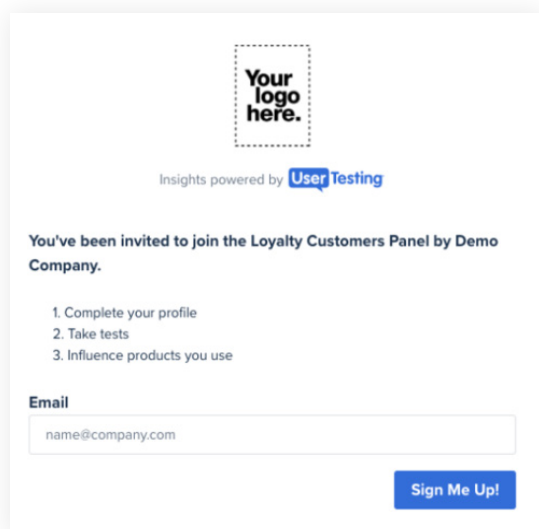 Your
logo
here.
Insights powered by UserTesting
You've been invited to join the Loyalty Customers Panel by Demo
Company.
1. Complete your profile
2. Take tests
3. Influence products you use
Email
name@company.com
Sign Me Up!